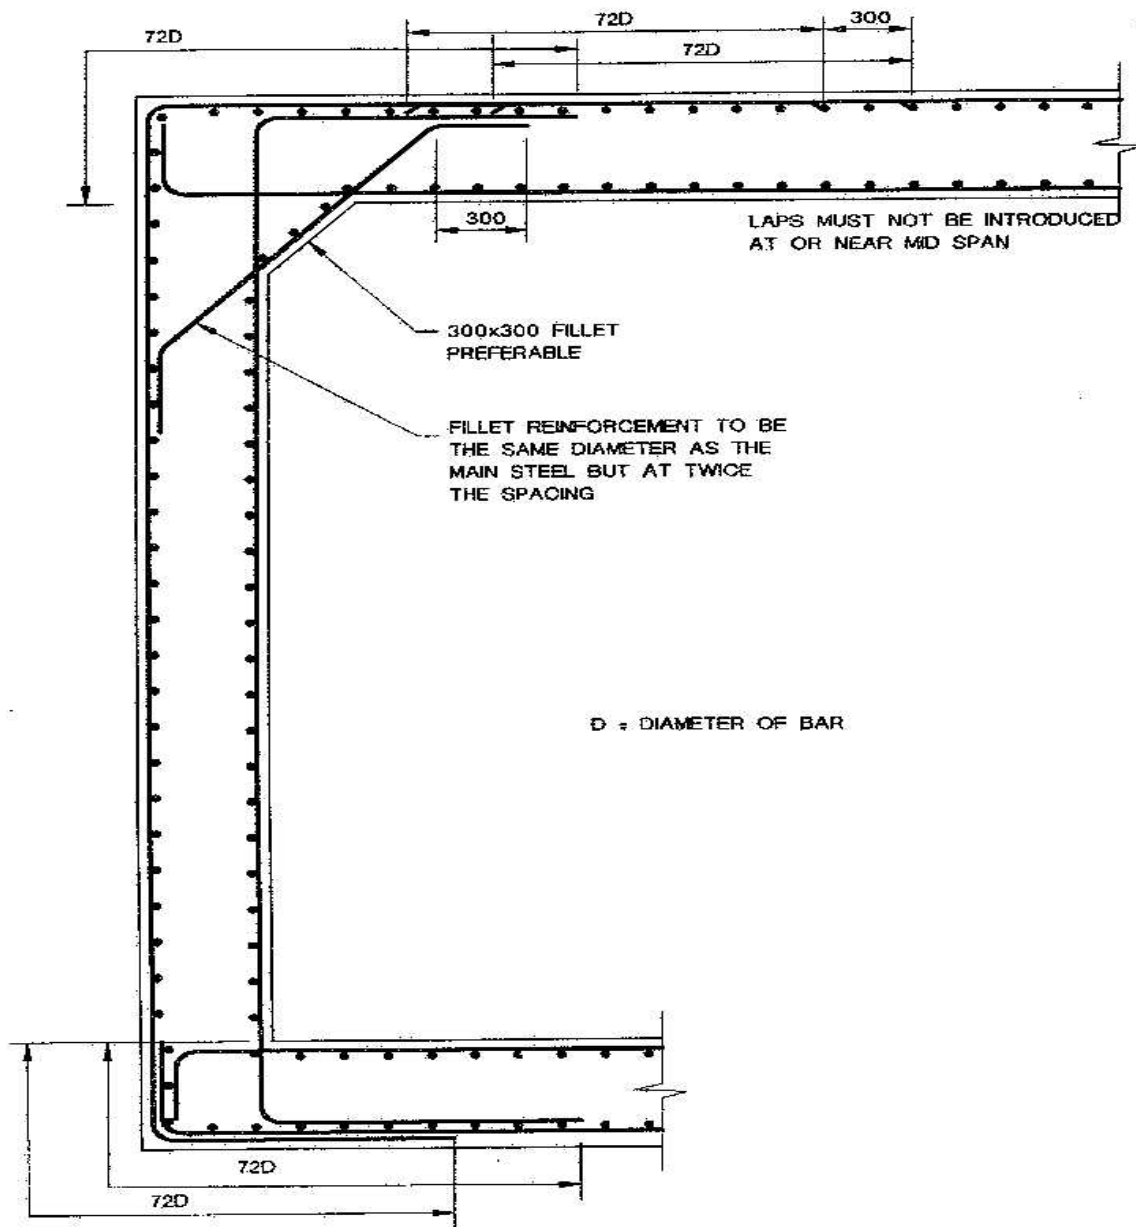 72D
300
72D
72D
300
LAPS MUST NOT BE INTRODUCED
AT OR NEAR MID SPAN
300x300 FILLET
PREFERABLE
FILLET REINFORCEMENT TO BE
THE SAME DIAMETER AS THE
MAIN STEEL BUT AT TWICE
THE SPACING
D = DIAMETER OF BAR
72D
72D